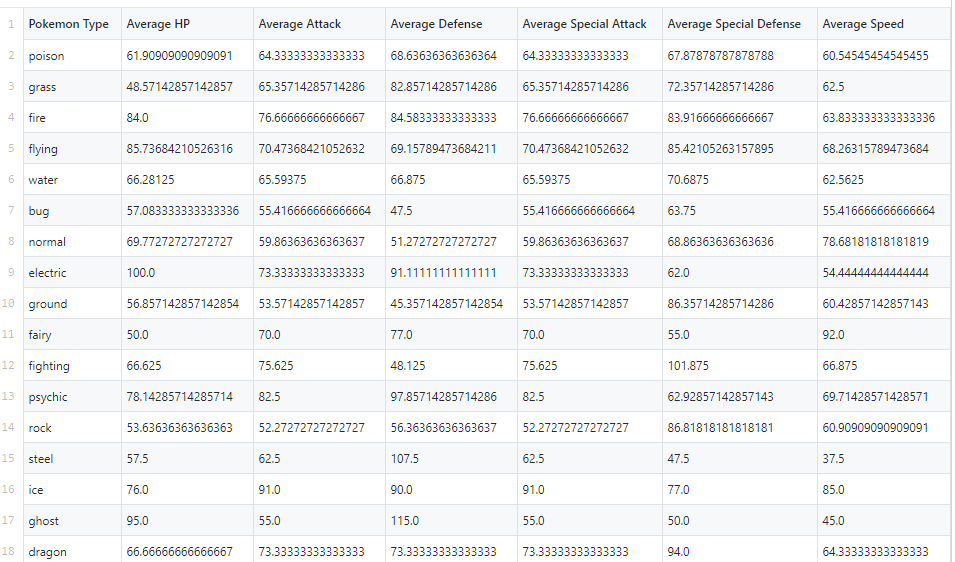 1 Pokemon Type Average HP Average Attack Average Defense Average Special Attack Average Special Defense Average Speed
2 poison 61.90909090909091 64.33333333333333 68.63636363636364 64.33333333333333 67.87878787878788 60.54545454545455
3 grass 48.57142857142857 65.35714285714286 82.85714285714286 65.35714285714286 72.35714285714286 62.5
4 fire 84.0 76.66666666666667 84.58333333333333 76.66666666666667 83.91666666666667 63.833333333333336
5 flying 85.73684210526316 70.47368421052632 69.15789473684211 70.47368421052632 85.42105263157895 68.26315789473684
6 water 66.28125 65.59375 66.875 65.59375 70.6875 62.5625
7 bug 57.083333333333336 55.416666666666664 47.5 55.416666666666664 63.75 55.416666666666664
8 normal 69.77272727272727 59.86363636363637 51.27272727272727 59.86363636363637 68.86363636363636 78.68181818181819
9 electric 100.0 73.33333333333333 91.11111111111111 73.33333333333333 62.0 54.44444444444444
10 ground 56.857142857142854 53.57142857142857 45.357142857142854 53.57142857142857 86.35714285714286 60.42857142857143
11 fairy 50.0 70.0 77.0 70.0 55.0 92.0
12 fighting 66.625 75.625 48.125 75.625 101.875 66.875
13 psychic 78.14285714285714 82.5 97.85714285714286 82.5 62.92857142857143 69.71428571428571
14 rock 53.63636363636363 52.27272727272727 56.36363636363637 52.27272727272727 86.81818181818181 60.90909090909091
15 steel 57.5 62.5 107.5 62.5 47.5 37.5
16 ice 76.0 91.0 90.0 91.0 77.0 85.0
17 ghost 95.0 55.0 115.0 55.0 50.0 45.0
18 dragon 66.66666666666667 73.33333333333333 73.33333333333333 73.33333333333333 94.0 64.33333333333333